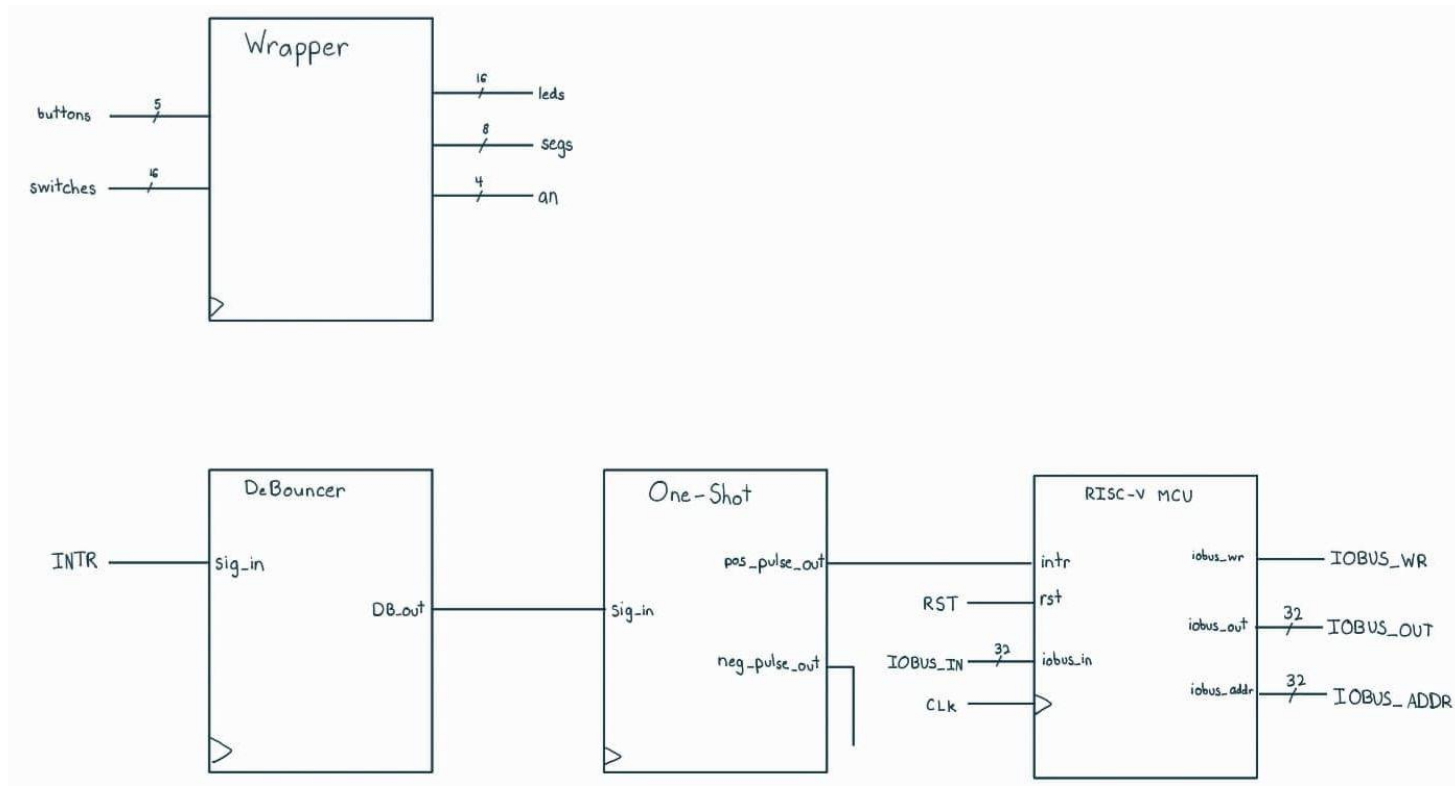 Wrapper
buttons
5
switches
16
16
leds
8
segs
4
an
DeBouncer
INTR
sig_in
DB_out
One-Shot
sig_in
pos_pulse_out
neg_pulse_out
RISC-V MCU
intr
RST
rst
IOBUS_IN
32
iobus_in
CLk
iobus_wr
IOBUS_WR
iobus_out
32
IOBUS_OUT
iobus_addr
32
IOBUS_ADDR